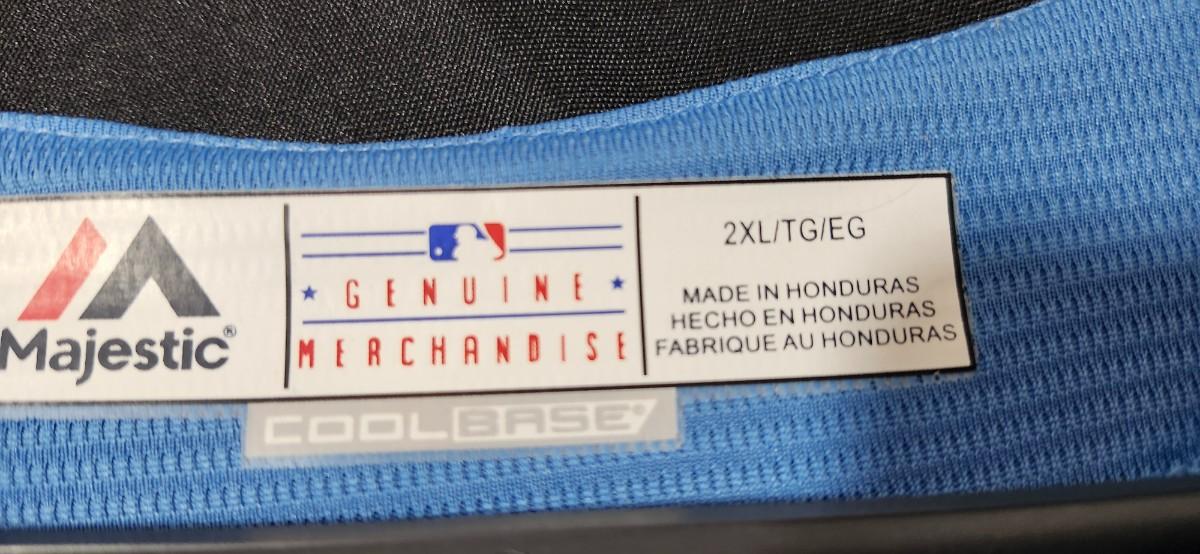 Majestic®
GENUINE
MERCHANDISE
2XL/TG/EG
MADE IN HONDURAS
HECHO EN HONDURAS
FABRIQUE AU HONDURAS
COOLBASE®